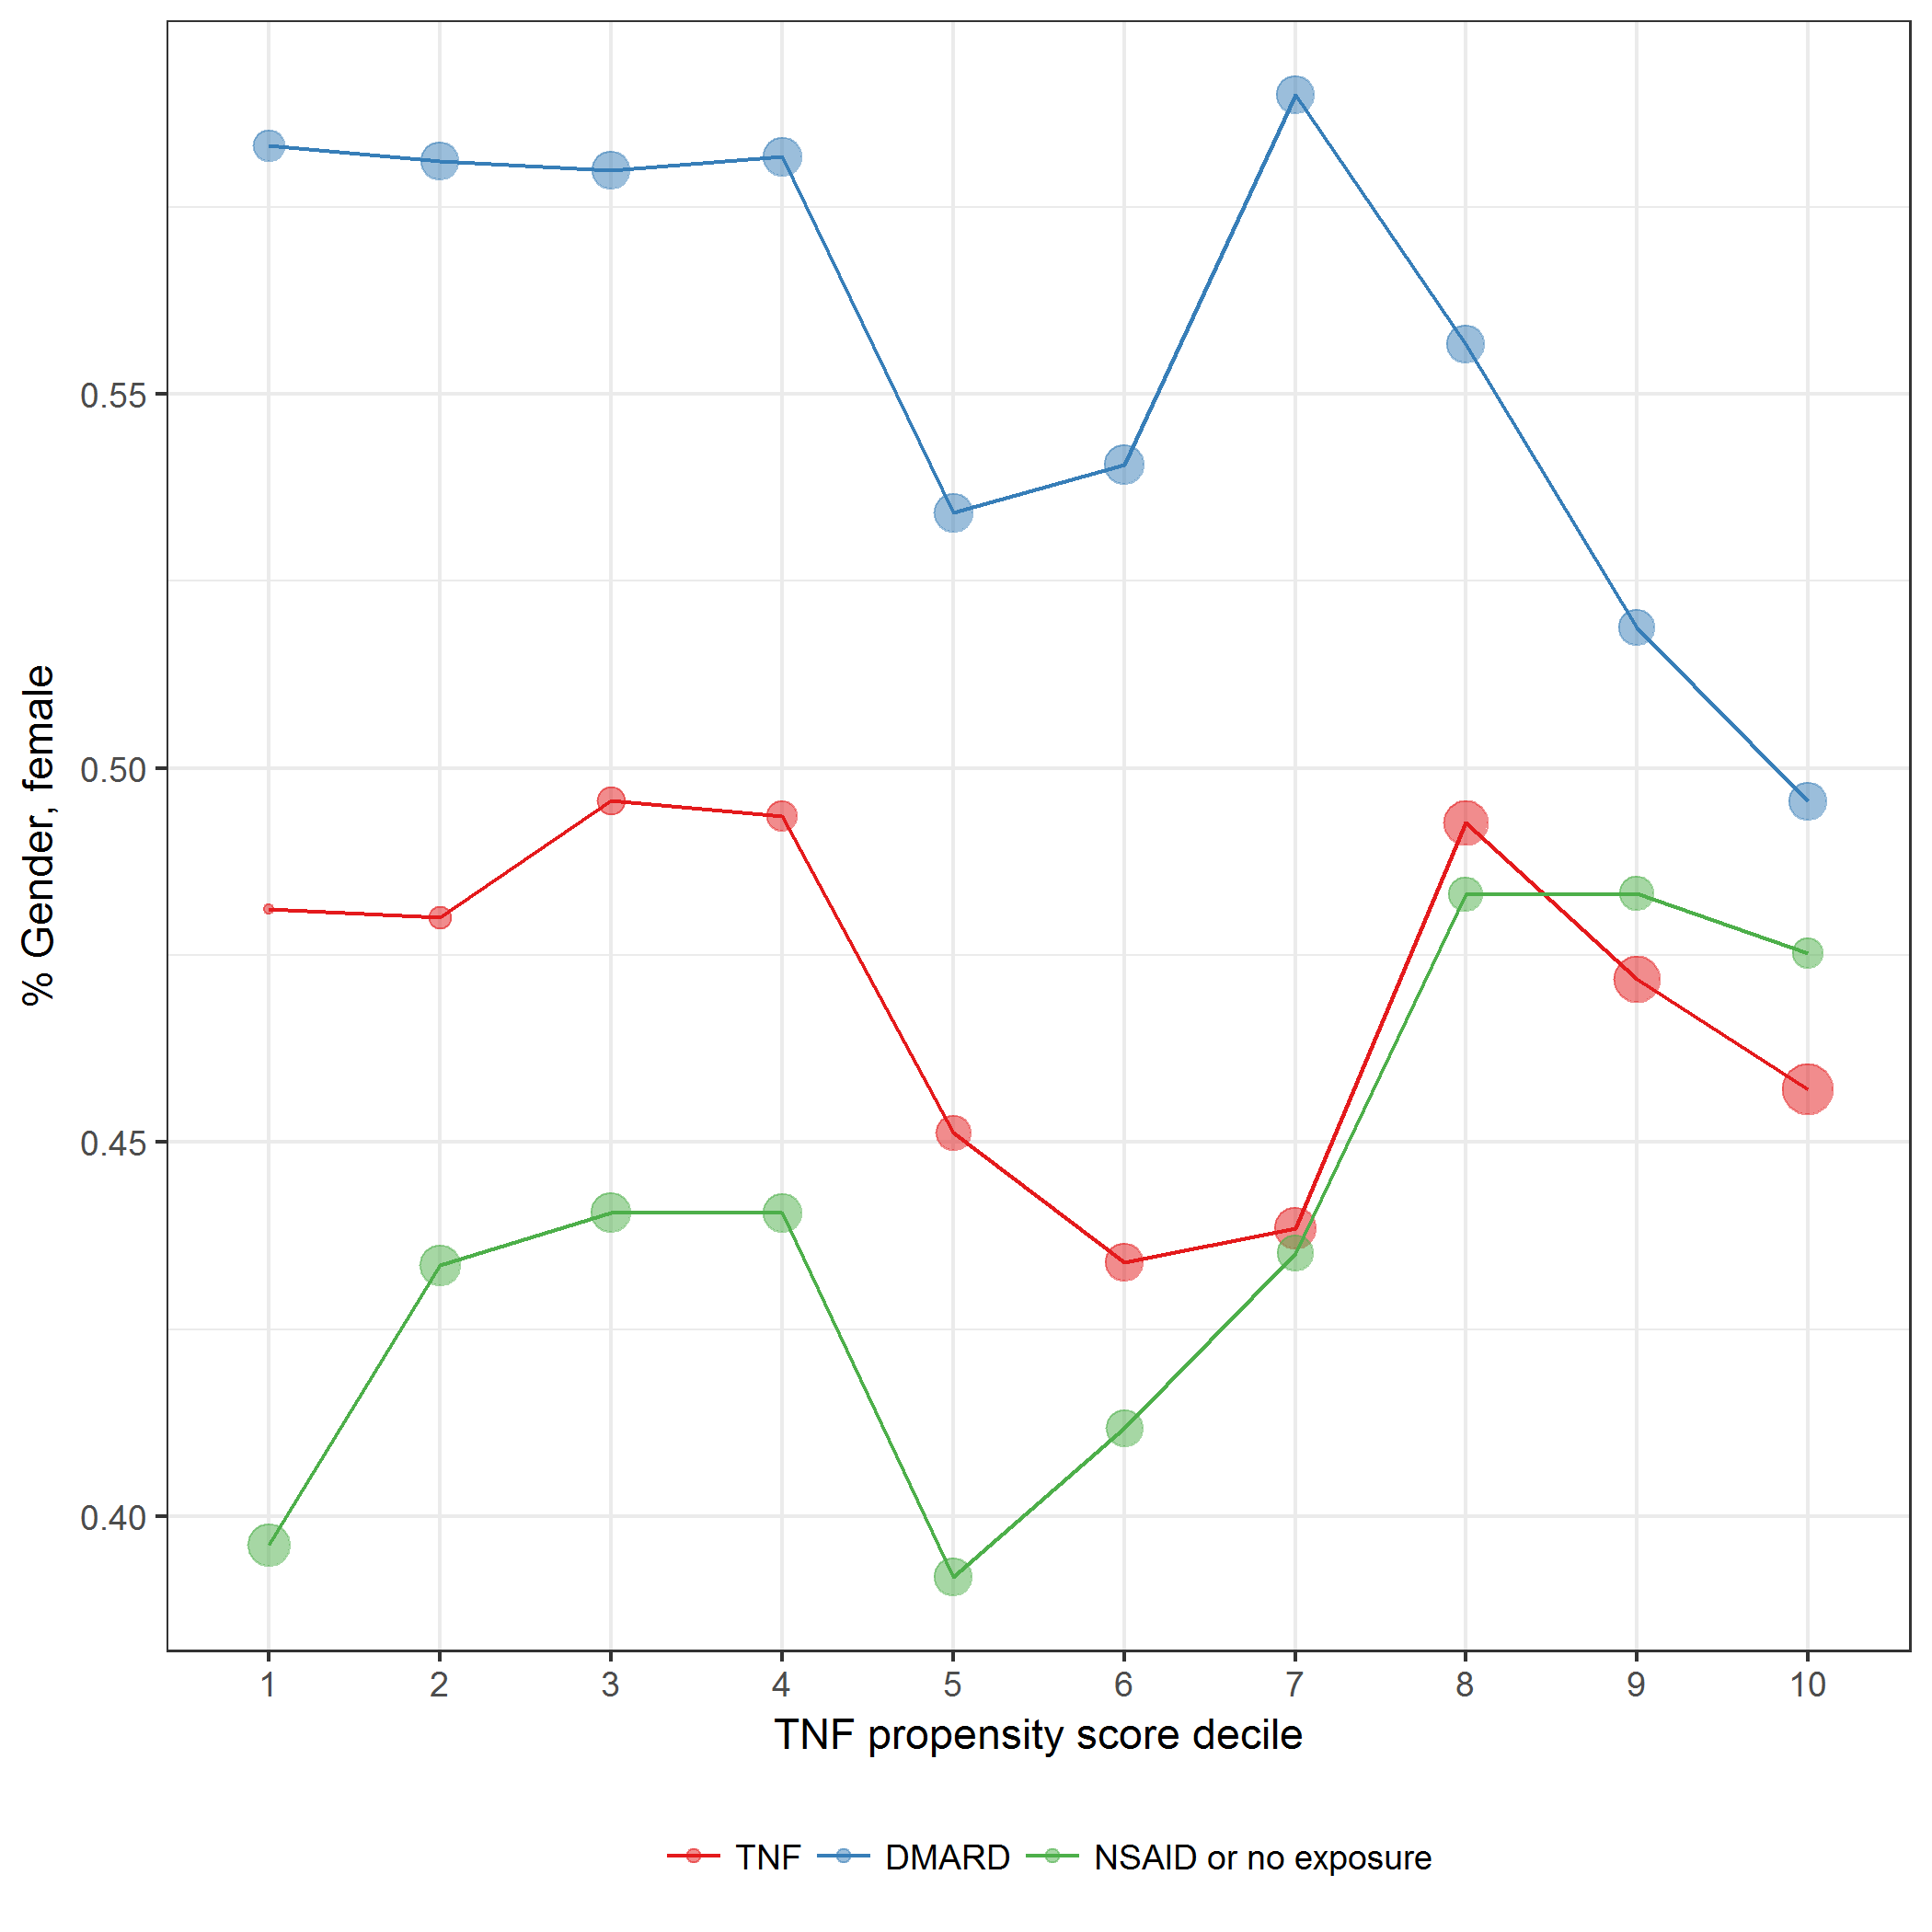 % Gender, female
0.55
0.50
0.45
0.40
1 2 3 4 5 6 7 8 9 10
TNF propensity score decile
TNF DMARD NSAID or no exposure